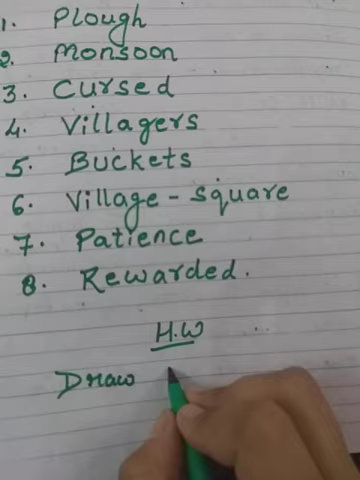 1. Plough
2. Monsoon
3. Cursed
4. Villagers
5. Buckets
6. Village - square
7. Patience
8. Rewarded.
H.W
Draw